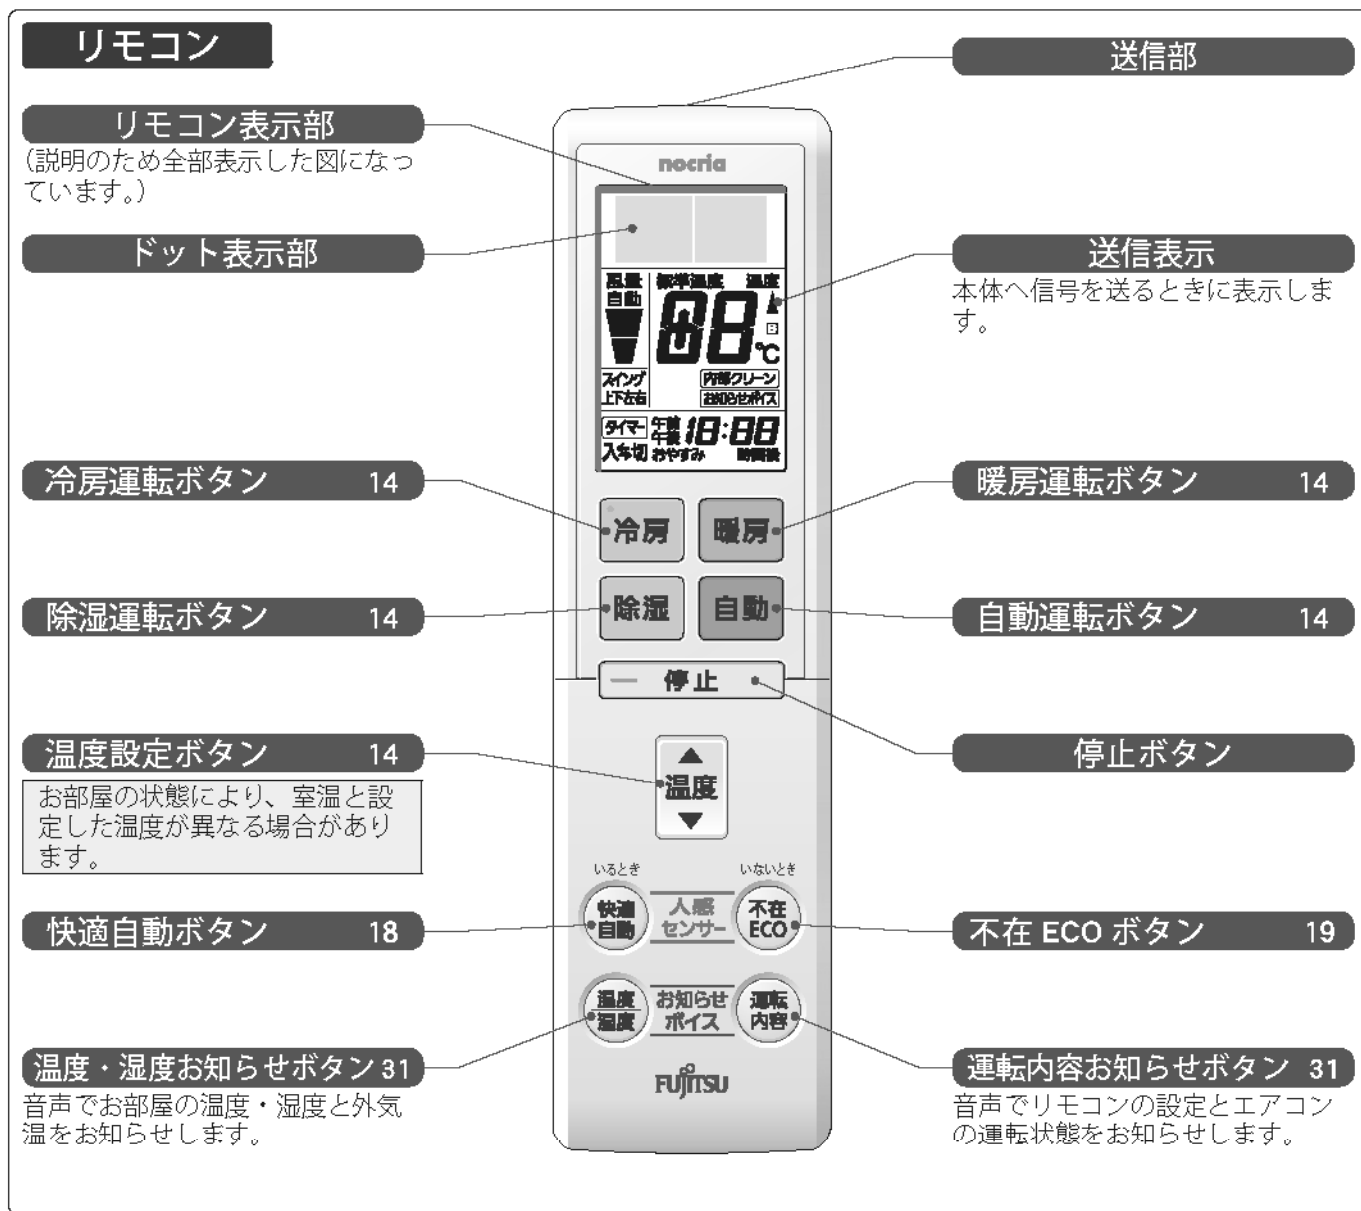 リモコン
送信部
リモコン表示部
（説明のため全部表示した図になっ
ています。）
ドット表示部
送信表示
本体へ信号を送るときに表示しま
す。
nocria
風量
自動
標準温度
温度
88
℃
スイング
上下左右
内部クリーン
お知らせボイス
タイマー
午前
午後
18:88
入⇆切
おやすみ
時間後
冷房運転ボタン 14
暖房運転ボタン 14
冷房
暖房
除湿運転ボタン 14
自動運転ボタン 14
除湿
自動
停止
温度設定ボタン 14
お部屋の状態により、室温と設
定した温度が異なる場合があり
ます。
停止ボタン
温度
いるとき
いないとき
快適自動ボタン 18
不在 ECO ボタン 19
快適
自動
人感
センサー
不在
ECO
温度
湿度
お知らせ
ボイス
運転
内容
温度・湿度お知らせボタン 31
音声でお部屋の温度・湿度と外気
温をお知らせします。
運転内容お知らせボタン 31
音声でリモコンの設定とエアコン
の運転状態をお知らせします。
FUJITSU